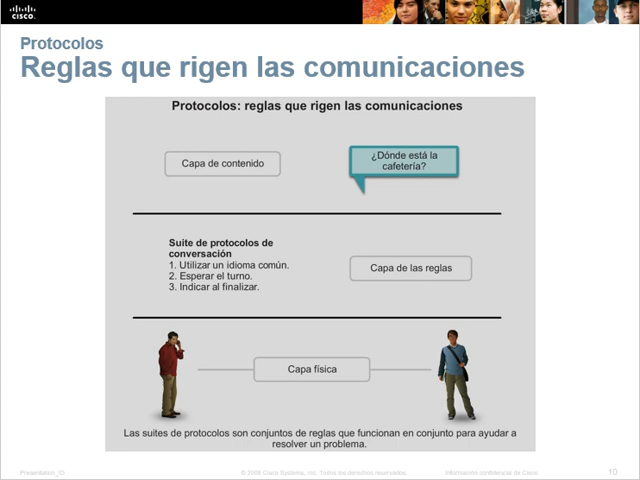 CISCO
Protocolos
Reglas que rigen las comunicaciones
Protocolos: reglas que rigen las comunicaciones
Capa de contenido
¿Dónde está la
cafetería?
Suite de protocolos de
conversación
1. Utilizar un idioma común.
2. Esperar el turno.
3. Indicar al finalizar.
Capa de las reglas
Capa física
Las suites de protocolos son conjuntos de reglas que funcionan en conjunto para ayudar a
resolver un problema.
Presentation_ID
© 2008 Cisco Systems, Inc. Todos los derechos reservados.
Información confidencial de Cisco
10